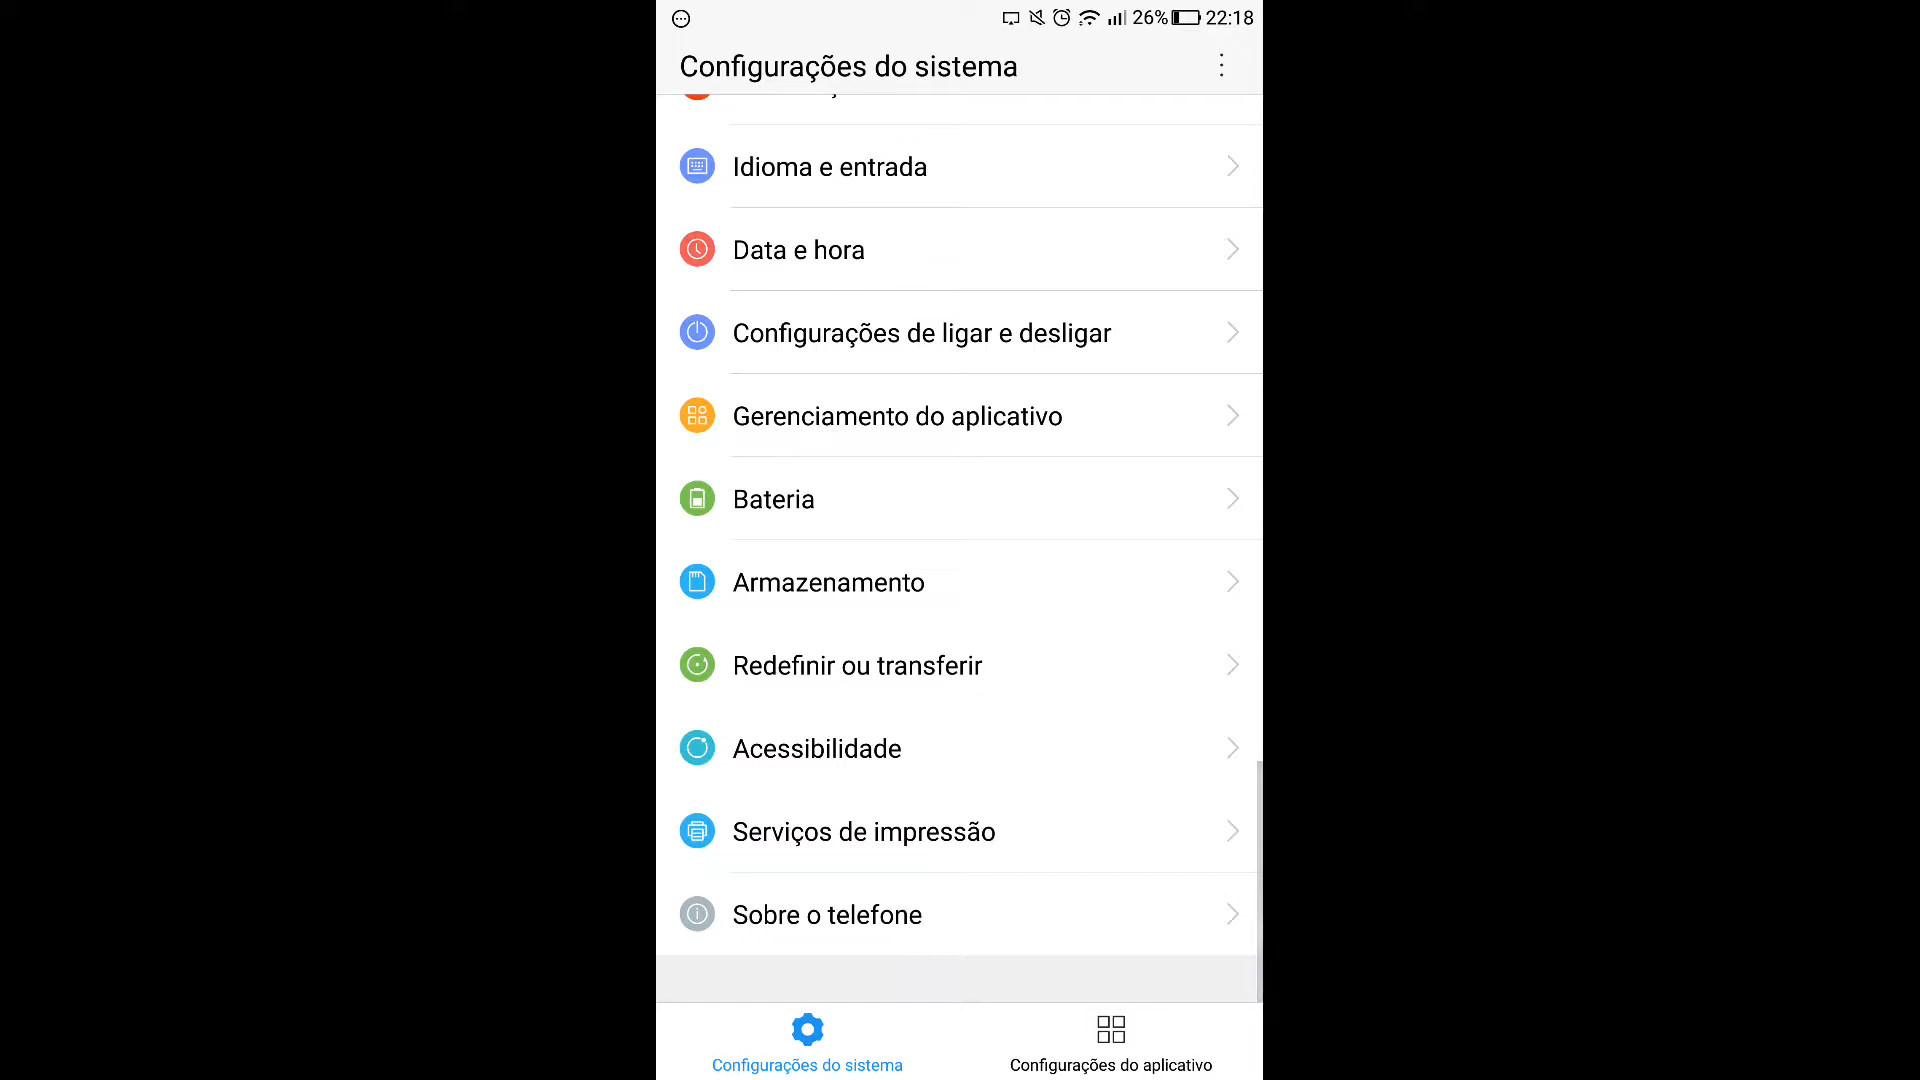 26% 22:18
Configurações do sistema
Idioma e entrada
Data e hora
Configurações de ligar e desligar
Gerenciamento do aplicativo
Bateria
Armazenamento
Redefinir ou transferir
Acessibilidade
Serviços de impressão
Sobre o telefone
Configurações do sistema
Configurações do aplicativo